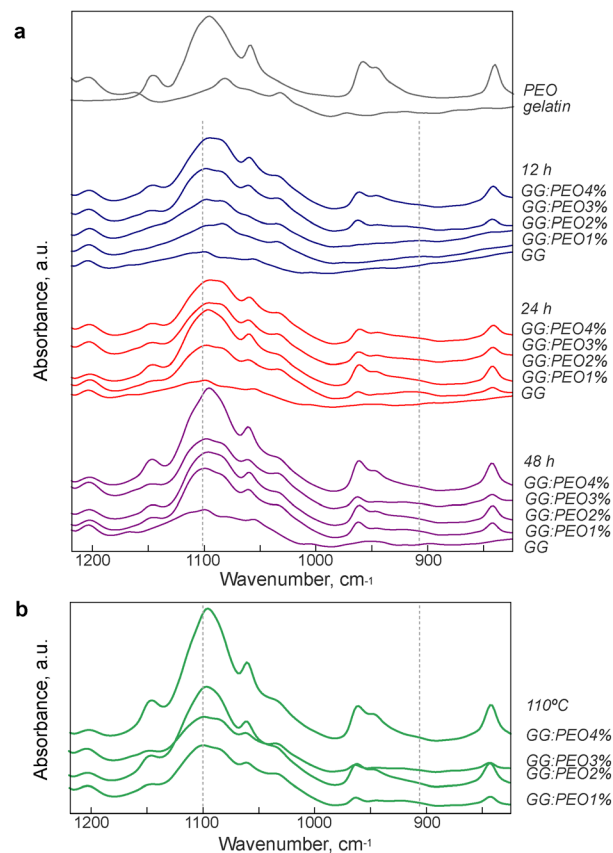 a
Absorbance, a.u.
PEO
gelatin
12 h
GG:PEO4%
GG:PEO3%
GG:PEO2%
GG:PEO1%
GG
24 h
GG:PEO4%
GG:PEO3%
GG:PEO2%
GG:PEO1%
GG
48 h
GG:PEO4%
GG:PEO3%
GG:PEO2%
GG:PEO1%
GG
1200 1100 1000 900
Wavenumber, cm-1
b
Absorbance, a.u.
110ºC
GG:PEO4%
GG:PEO3%
GG:PEO2%
GG:PEO1%
1200 1100 1000 900
Wavenumber, cm-1